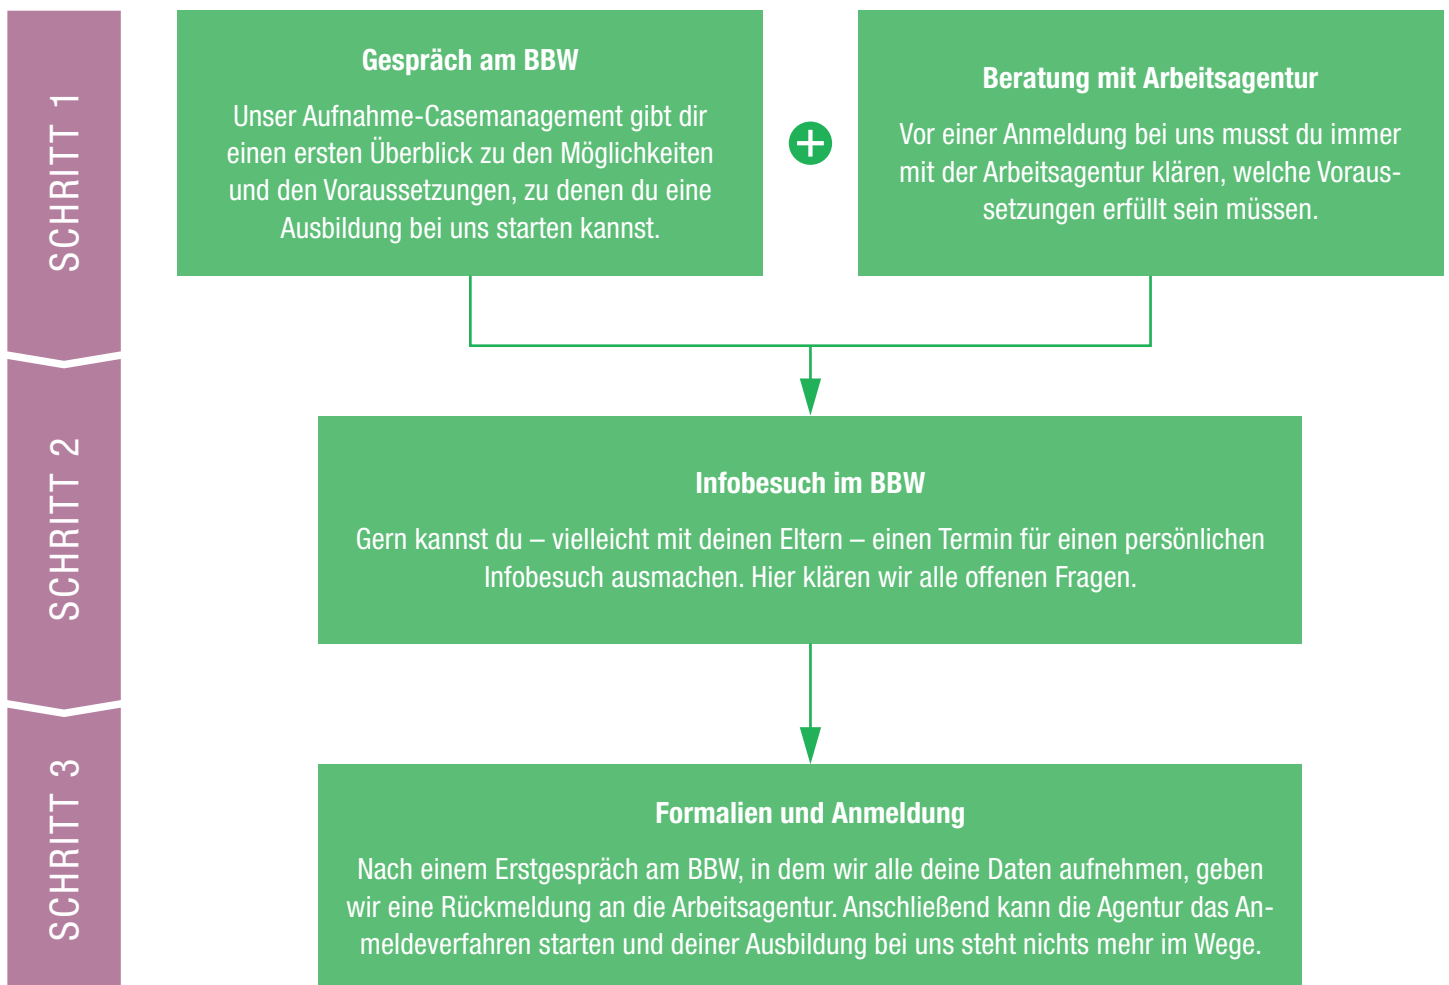 SCHRITT 1
Gespräch am BBW
Unser Aufnahme-Casemanagement gibt dir
einen ersten Überblick zu den Möglichkeiten
und den Voraussetzungen, zu denen du eine
Ausbildung bei uns starten kannst.
Beratung mit Arbeitsagentur
Vor einer Anmeldung bei uns musst du immer
mit der Arbeitsagentur klären, welche Voraus-
setzungen erfüllt sein müssen.
SCHRITT 2
Infobesuch im BBW
Gern kannst du – vielleicht mit deinen Eltern – einen Termin für einen persönlichen
Infobesuch ausmachen. Hier klären wir alle offenen Fragen.
SCHRITT 3
Formalien und Anmeldung
Nach einem Erstgespräch am BBW, in dem wir alle deine Daten aufnehmen, geben
wir eine Rückmeldung an die Arbeitsagentur. Anschließend kann die Agentur das An-
meldeverfahren starten und deiner Ausbildung bei uns steht nichts mehr im Wege.